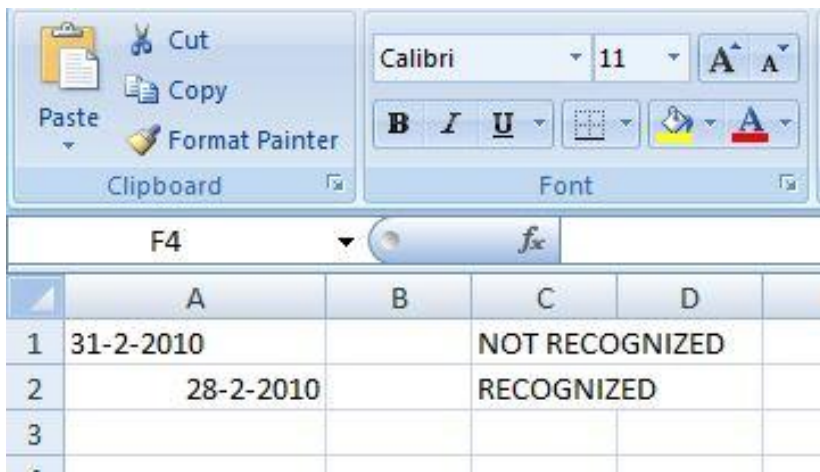 Cut
Copy
Paste
Format Painter
Clipboard
Calibri 11 A A
B I U A
Font
F4 fx
A B C D
1 31-2-2010 NOT RECOGNIZED
2 28-2-2010 RECOGNIZED
3